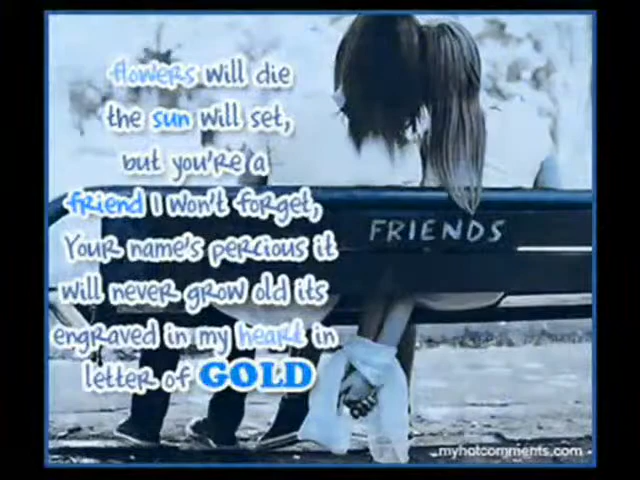 flowers will die
the sun will set,
but you're a
friend I won't forget,
Your name's percious it
will never grow old its
engraved in my heart in
letter of GOLD
FRIENDS
myhotcomments.com